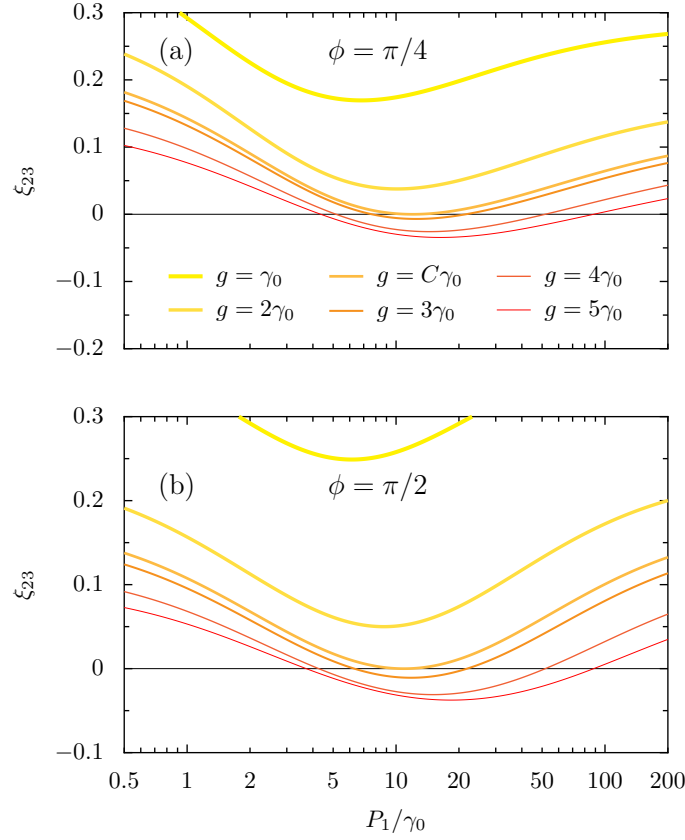 0.3
(a)
ϕ = π/4
0.2
0.1
ξ₂₃
0
−0.1
−0.2
g = γ₀
g = Cγ₀
g = 4γ₀
g = 2γ₀
g = 3γ₀
g = 5γ₀
0.3
(b)
ϕ = π/2
0.2
0.1
ξ₂₃
0
−0.1
0.5 1 2 5 10 20 50 100 200
P₁/γ₀